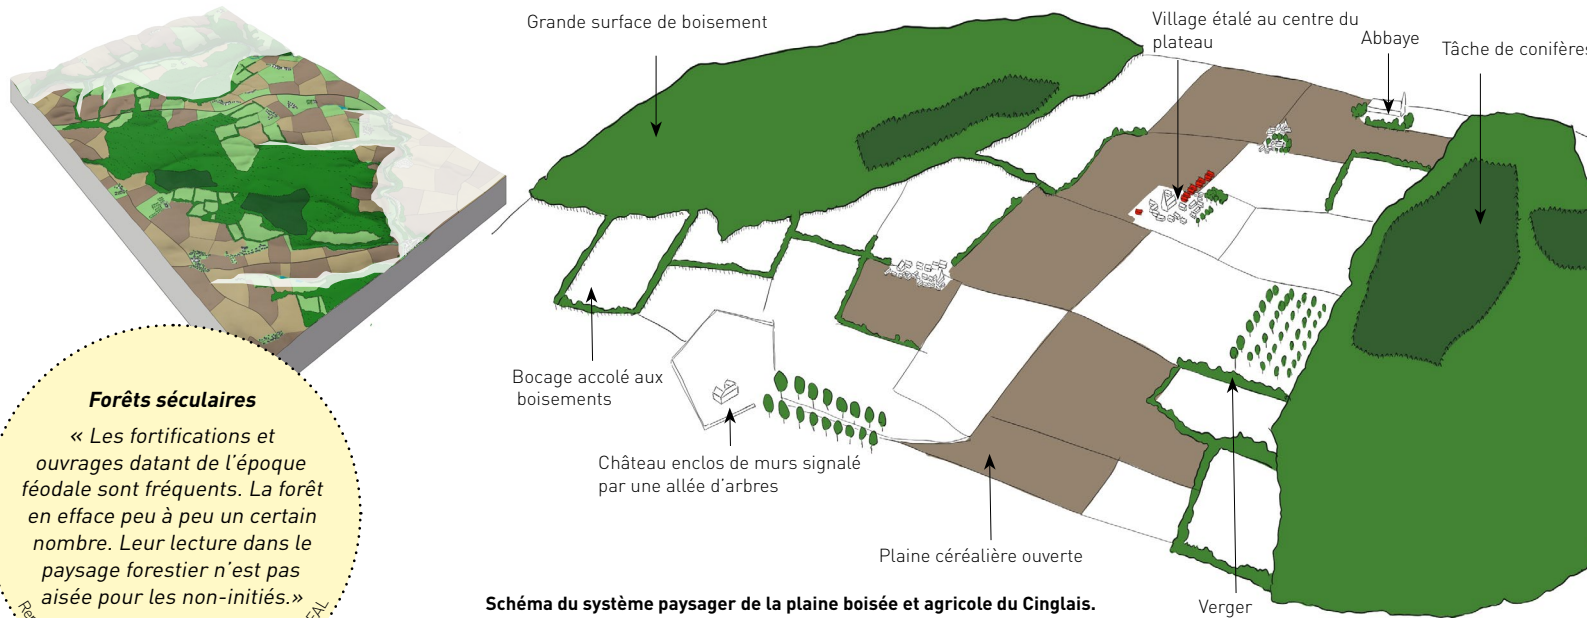 Grande surface de boisement
Village étalé au centre du
plateau
Abbaye
Tâche de conifères
Bocage accolé aux
boisements
Château enclos de murs signalé
par une allée d’arbres
Plaine céréalière ouverte
Verger
Schéma du système paysager de la plaine boisée et agricole du Cinglais.
Forêts séculaires
« Les fortifications et
ouvrages datant de l’époque
féodale sont fréquents. La forêt
en efface peu à peu un certain
nombre. Leur lecture dans le
paysage forestier n’est pas
aisée pour les non-initiés.»